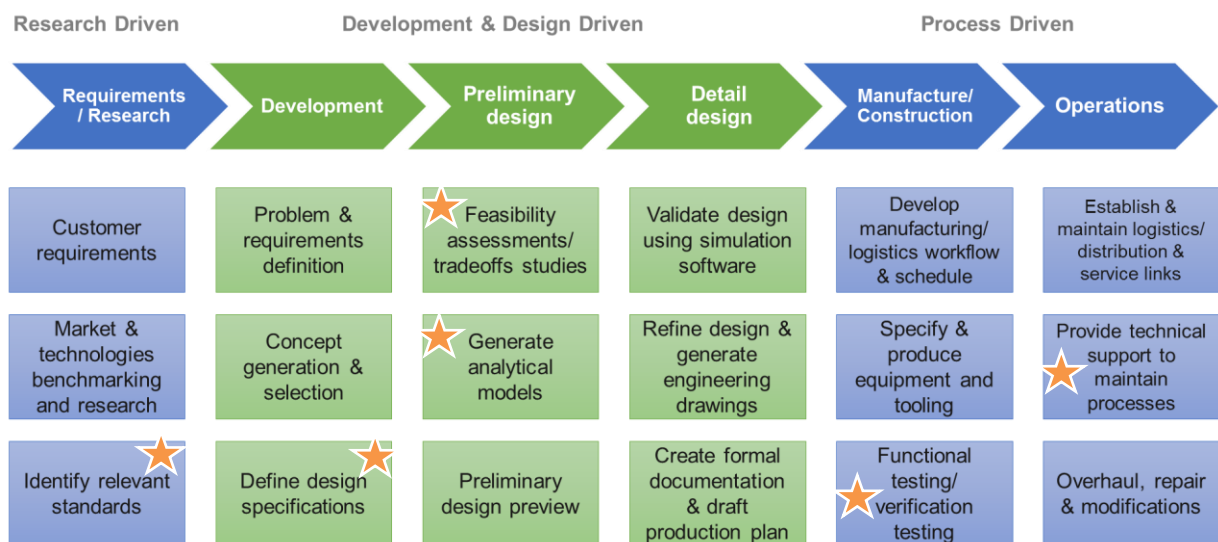 Research Driven
Development & Design Driven
Process Driven
Requirements
/ Research
Development
Preliminary
design
Detail
design
Manufacture/
Construction
Operations
Customer
requirements
Problem &
requirements
definition
Feasibility
assessments/
tradeoffs studies
Validate design
using simulation
software
Develop
manufacturing/
logistics workflow
& schedule
Establish &
maintain logistics/
distribution &
service links
Market &
technologies
benchmarking
and research
Concept
generation &
selection
Generate
analytical
models
Refine design &
generate
engineering
drawings
Specify &
produce
equipment and
tooling
Provide technical
support to
maintain
processes
Identify relevant
standards
Define design
specifications
Preliminary
design preview
Create formal
documentation
& draft
production plan
Functional
testing/
verification
testing
Overhaul, repair
& modifications